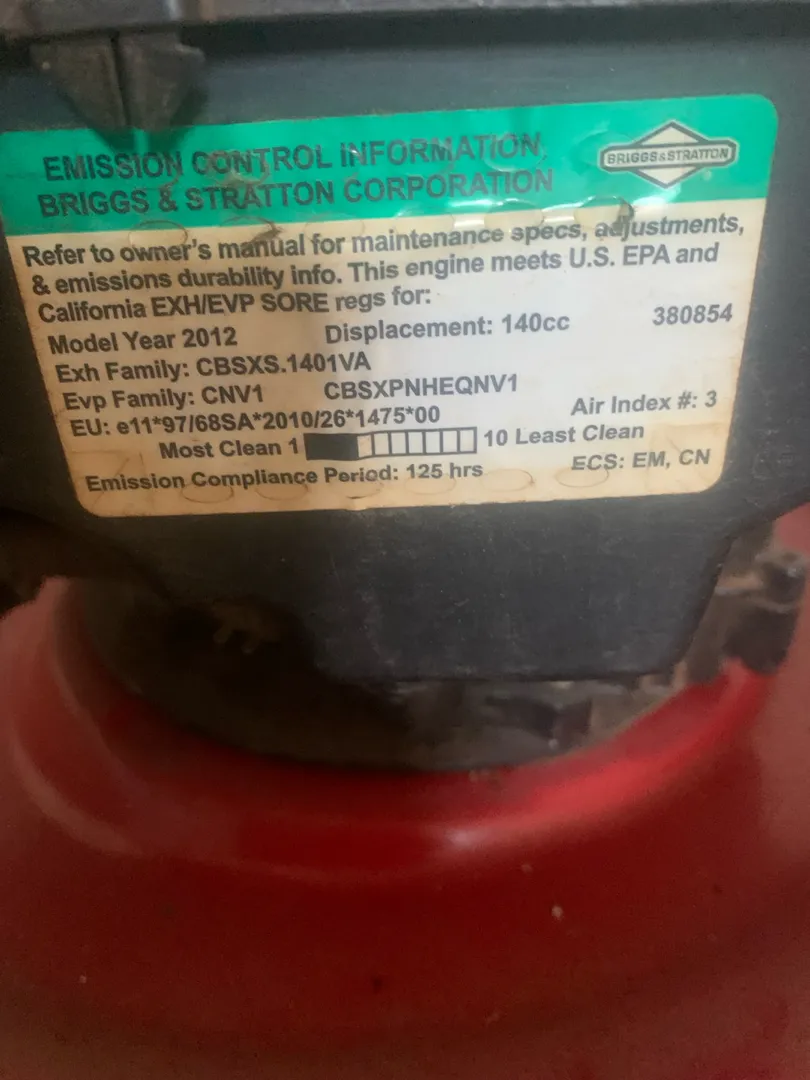 EMISSION CONTROL INFORMATION
BRIGGS & STRATTON CORPORATION
BRIGGS&STRATTON
Refer to owner's manual for maintenance specs, adjustments,
& emissions durability info. This engine meets U.S. EPA and
California EXH/EVP SORE regs for:
Model Year 2012 Displacement: 140cc 380854
Exh Family: CBSXS.1401VA
Evp Family: CNV1 CBSXPNHEQNV1
EU: e11*97/68SA*2010/26*1475*00 Air Index #: 3
Most Clean 1 10 Least Clean
Emission Compliance Period: 125 hrs ECS: EM, CN